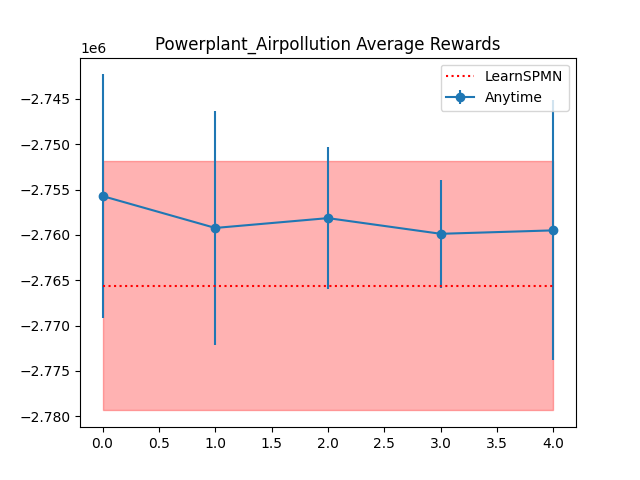 Powerplant_Airpollution Average Rewards
1e6
LearnSPMN
Anytime
−2.745
−2.750
−2.755
−2.760
−2.765
−2.770
−2.775
−2.780
0.0 0.5 1.0 1.5 2.0 2.5 3.0 3.5 4.0